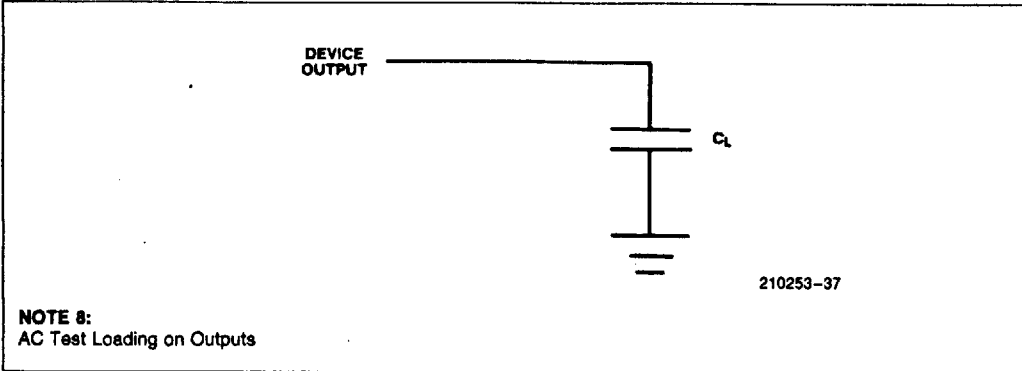 DEVICE
OUTPUT
CL
210253–37
NOTE 8:
AC Test Loading on Outputs